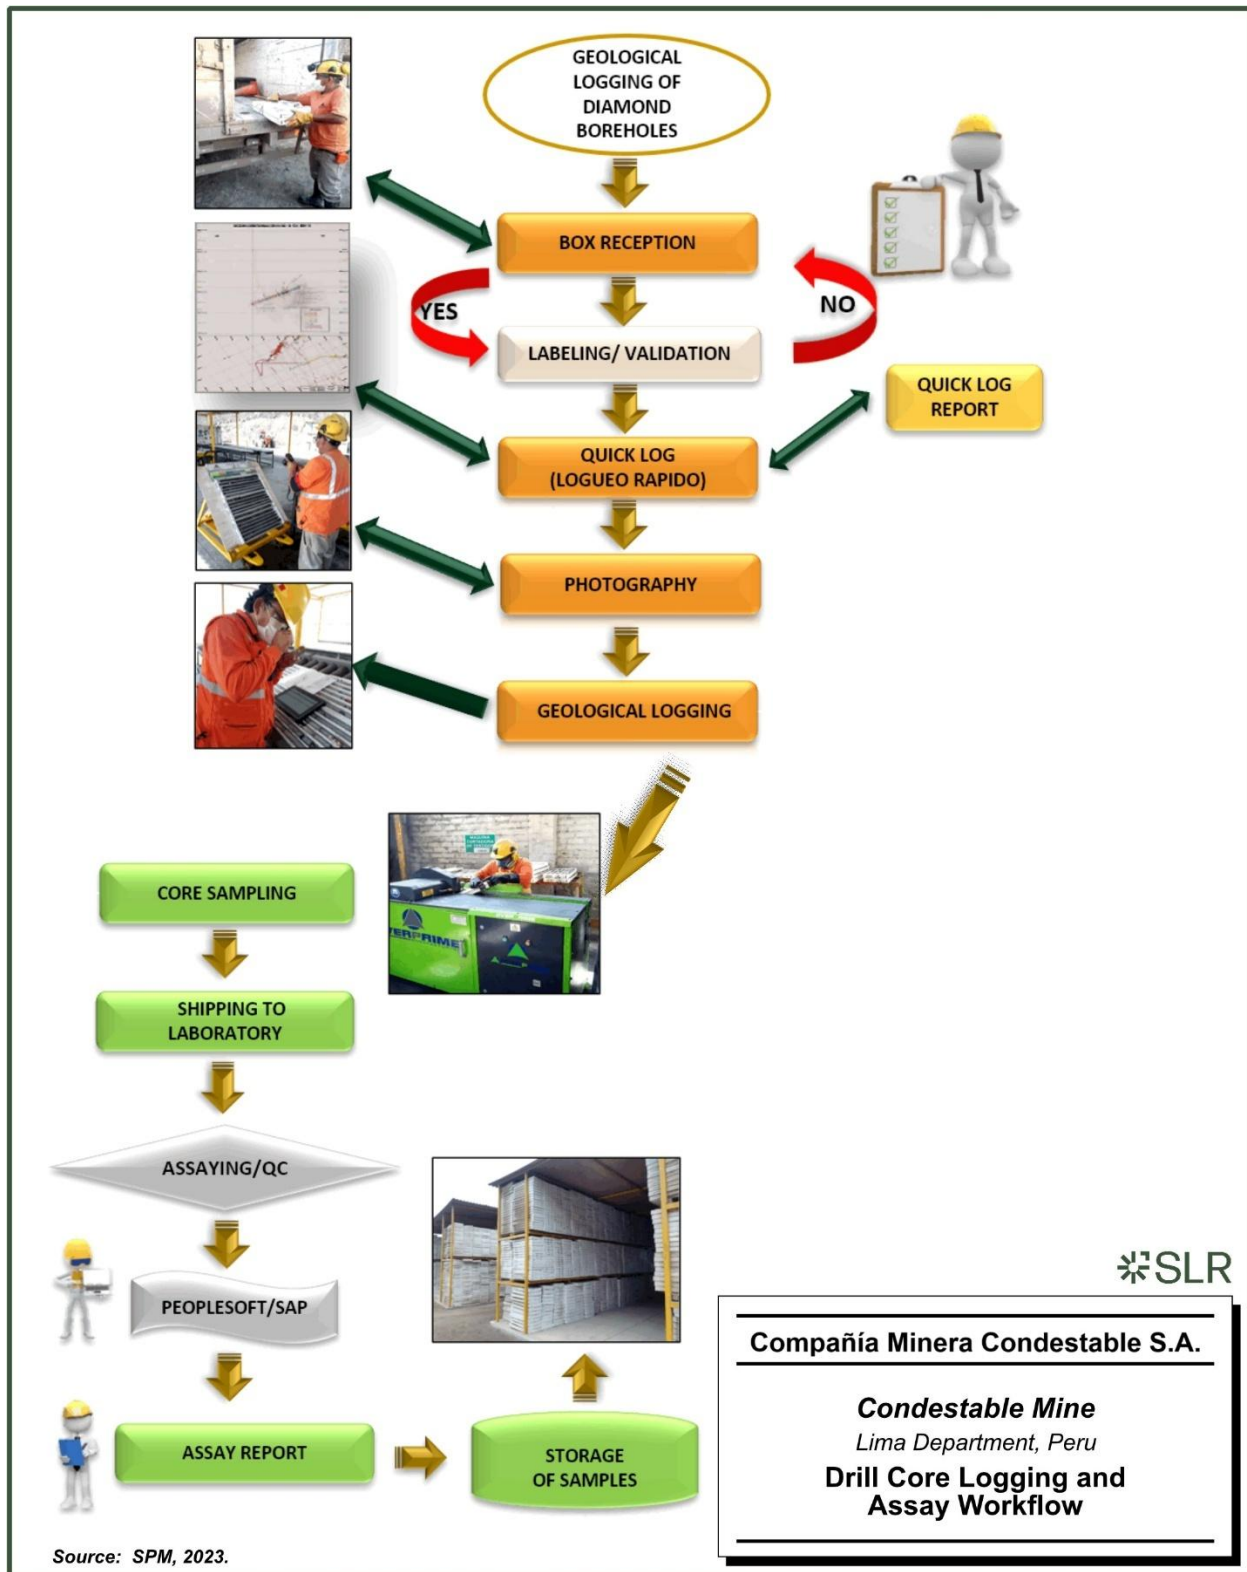 GEOLOGICAL
LOGGING OF
DIAMOND
BOREHOLES
BOX RECEPTION
YES
NO
LABELING/ VALIDATION
QUICK LOG
REPORT
QUICK LOG
(LOGUEO RAPIDO)
PHOTOGRAPHY
GEOLOGICAL LOGGING
CORE SAMPLING
VERPRIME
SHIPPING TO
LABORATORY
ASSAYING/QC
PEOPLESOFT/SAP
ASSAY REPORT
STORAGE
OF SAMPLES
SLR
Compañía Minera Condestable S.A.
Condestable Mine
Lima Department, Peru
Drill Core Logging and
Assay Workflow
Source: SPM, 2023.